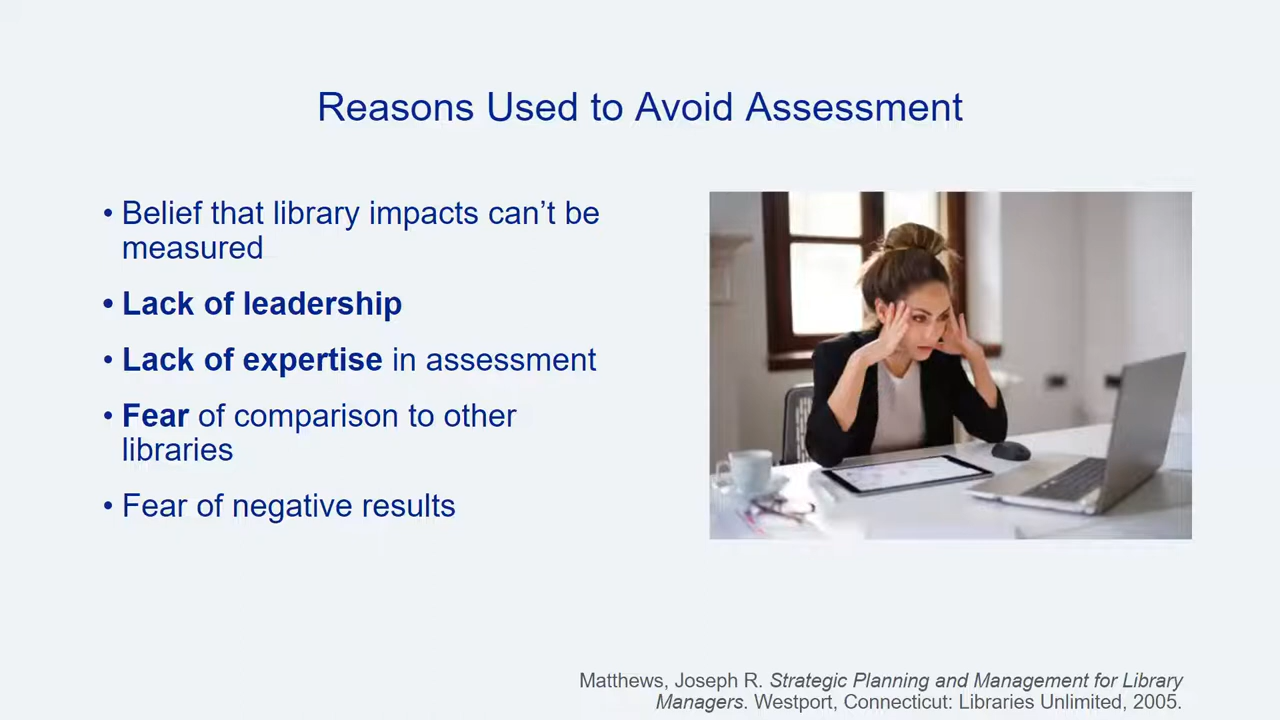 Reasons Used to Avoid Assessment
• Belief that library impacts can’t be
measured
• Lack of leadership
• Lack of expertise in assessment
• Fear of comparison to other
libraries
• Fear of negative results
Matthews, Joseph R. Strategic Planning and Management for Library
Managers. Westport, Connecticut: Libraries Unlimited, 2005.